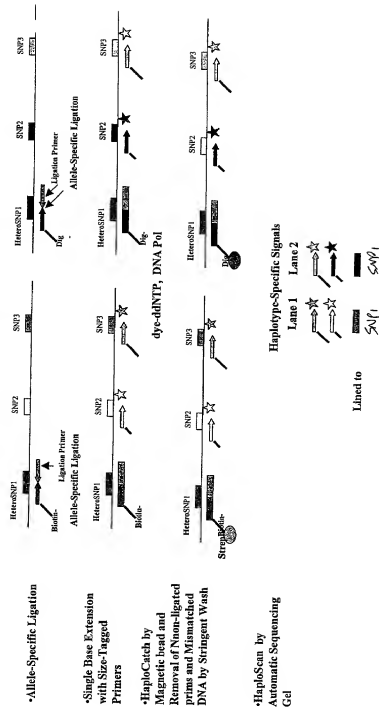 •Allele-Specific Ligation
HeteroSNP1
SNP2
SNP3
Ligation Primer
Biotin-
Allele-Specific Ligation
HeteroSNP1
SNP2
SNP3
Ligation Primer
Dig
-
Allele-Specific Ligation
•Single Base Extension
with Size-Tagged
Primers
HeteroSNP1
SNP2
SNP3
Biotin-
HeteroSNP1
SNP2
SNP3
Dig-
dye-ddNTP, DNA Pol
•HaploCatch by
Magnetic bead and
Removal of Nnon-ligated
prims and Mismatched
DNA by Stringent Wash
HeteroSNP1
SNP2
SNP3
StrepBiotin-
HeteroSNP1
SNP2
SNP3
Dig-
•HaploScan by
Automatic Sequencing
Gel
Haplotype-Specific Signals
Lane 1
Lane 2
Lined to
SNP1
SNP1